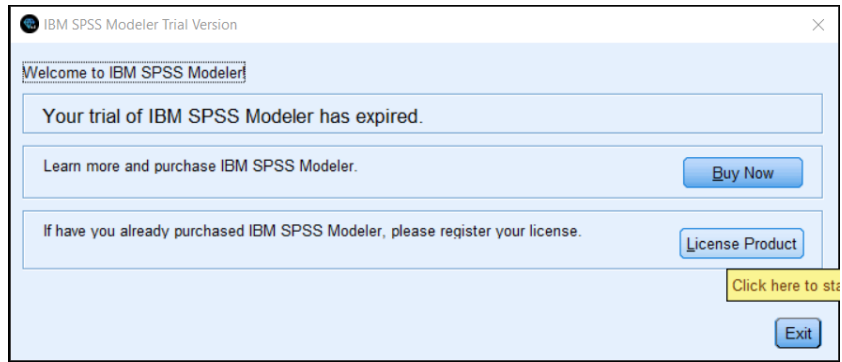 IBM SPSS Modeler Trial Version
Welcome to IBM SPSS Modeler!
Your trial of IBM SPSS Modeler has expired.
Learn more and purchase IBM SPSS Modeler.
Buy Now
If have you already purchased IBM SPSS Modeler, please register your license.
License Product
Click here to sta
Exit